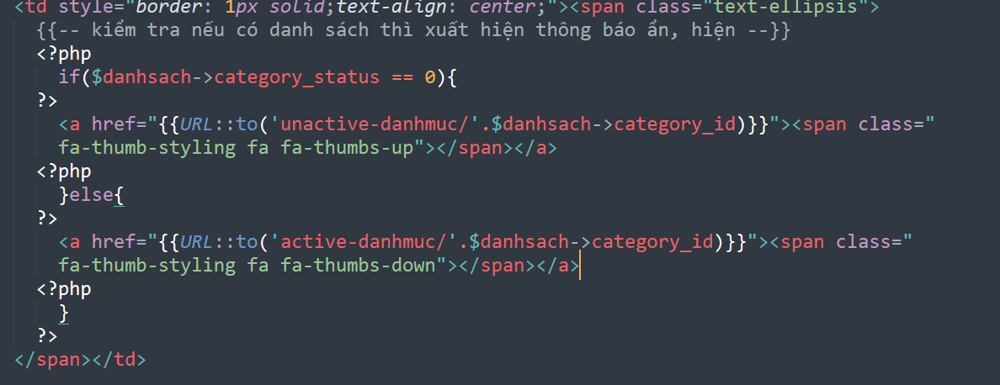 <td style="border: 1px solid;text-align: center;"><span class="text-ellipsis">
{{-- kiểm tra nếu có danh sách thì xuất hiện thông báo ẩn, hiện --}}
<?php
if($danhsach->category_status == 0){
?>
<a href="{{URL::to('unactive-danhmuc/'.$danhsach->category_id)}}"><span class="
fa-thumb-styling fa fa-thumbs-up"></span></a>
<?php
}else{
?>
<a href="{{URL::to('active-danhmuc/'.$danhsach->category_id)}}"><span class="
fa-thumb-styling fa fa-thumbs-down"></span></a>
<?php
}
?>
</span></td>